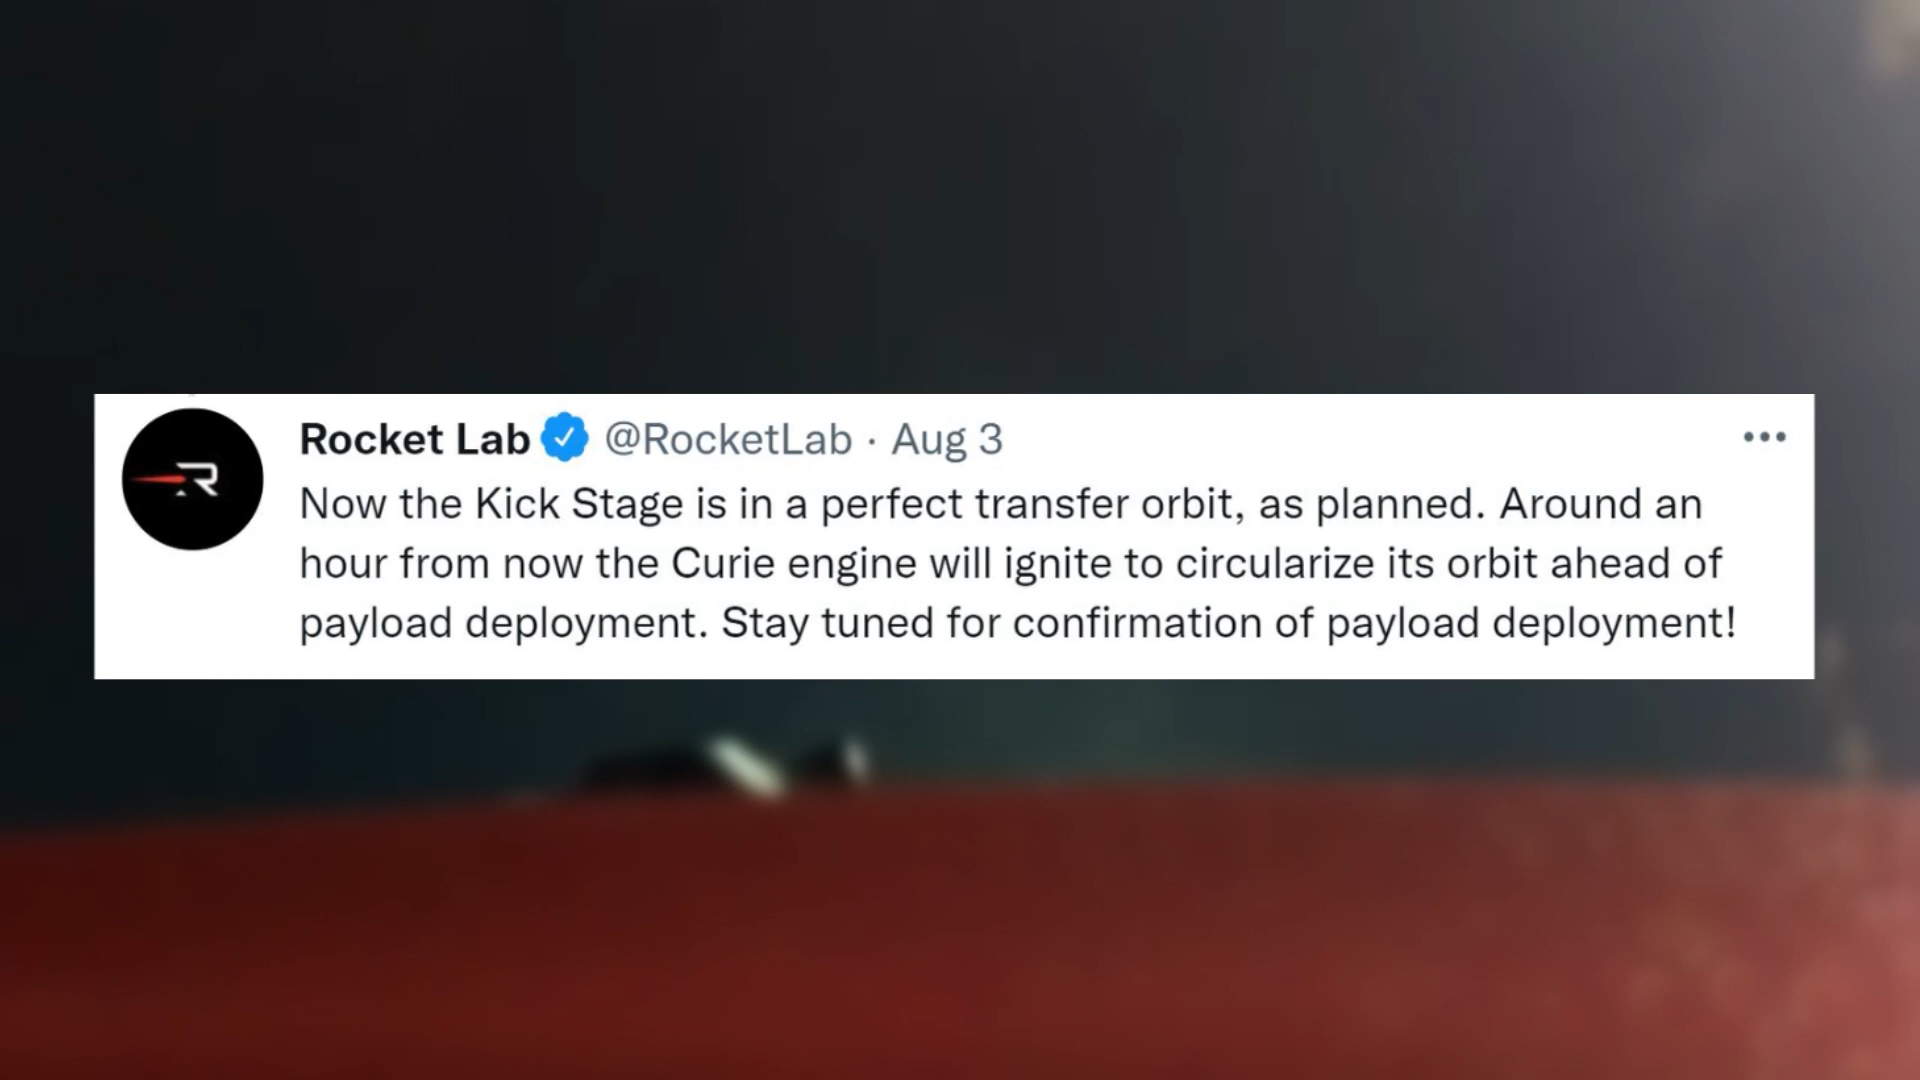 Rocket Lab @RocketLab · Aug 3
Now the Kick Stage is in a perfect transfer orbit, as planned. Around an
hour from now the Curie engine will ignite to circularize its orbit ahead of
payload deployment. Stay tuned for confirmation of payload deployment!